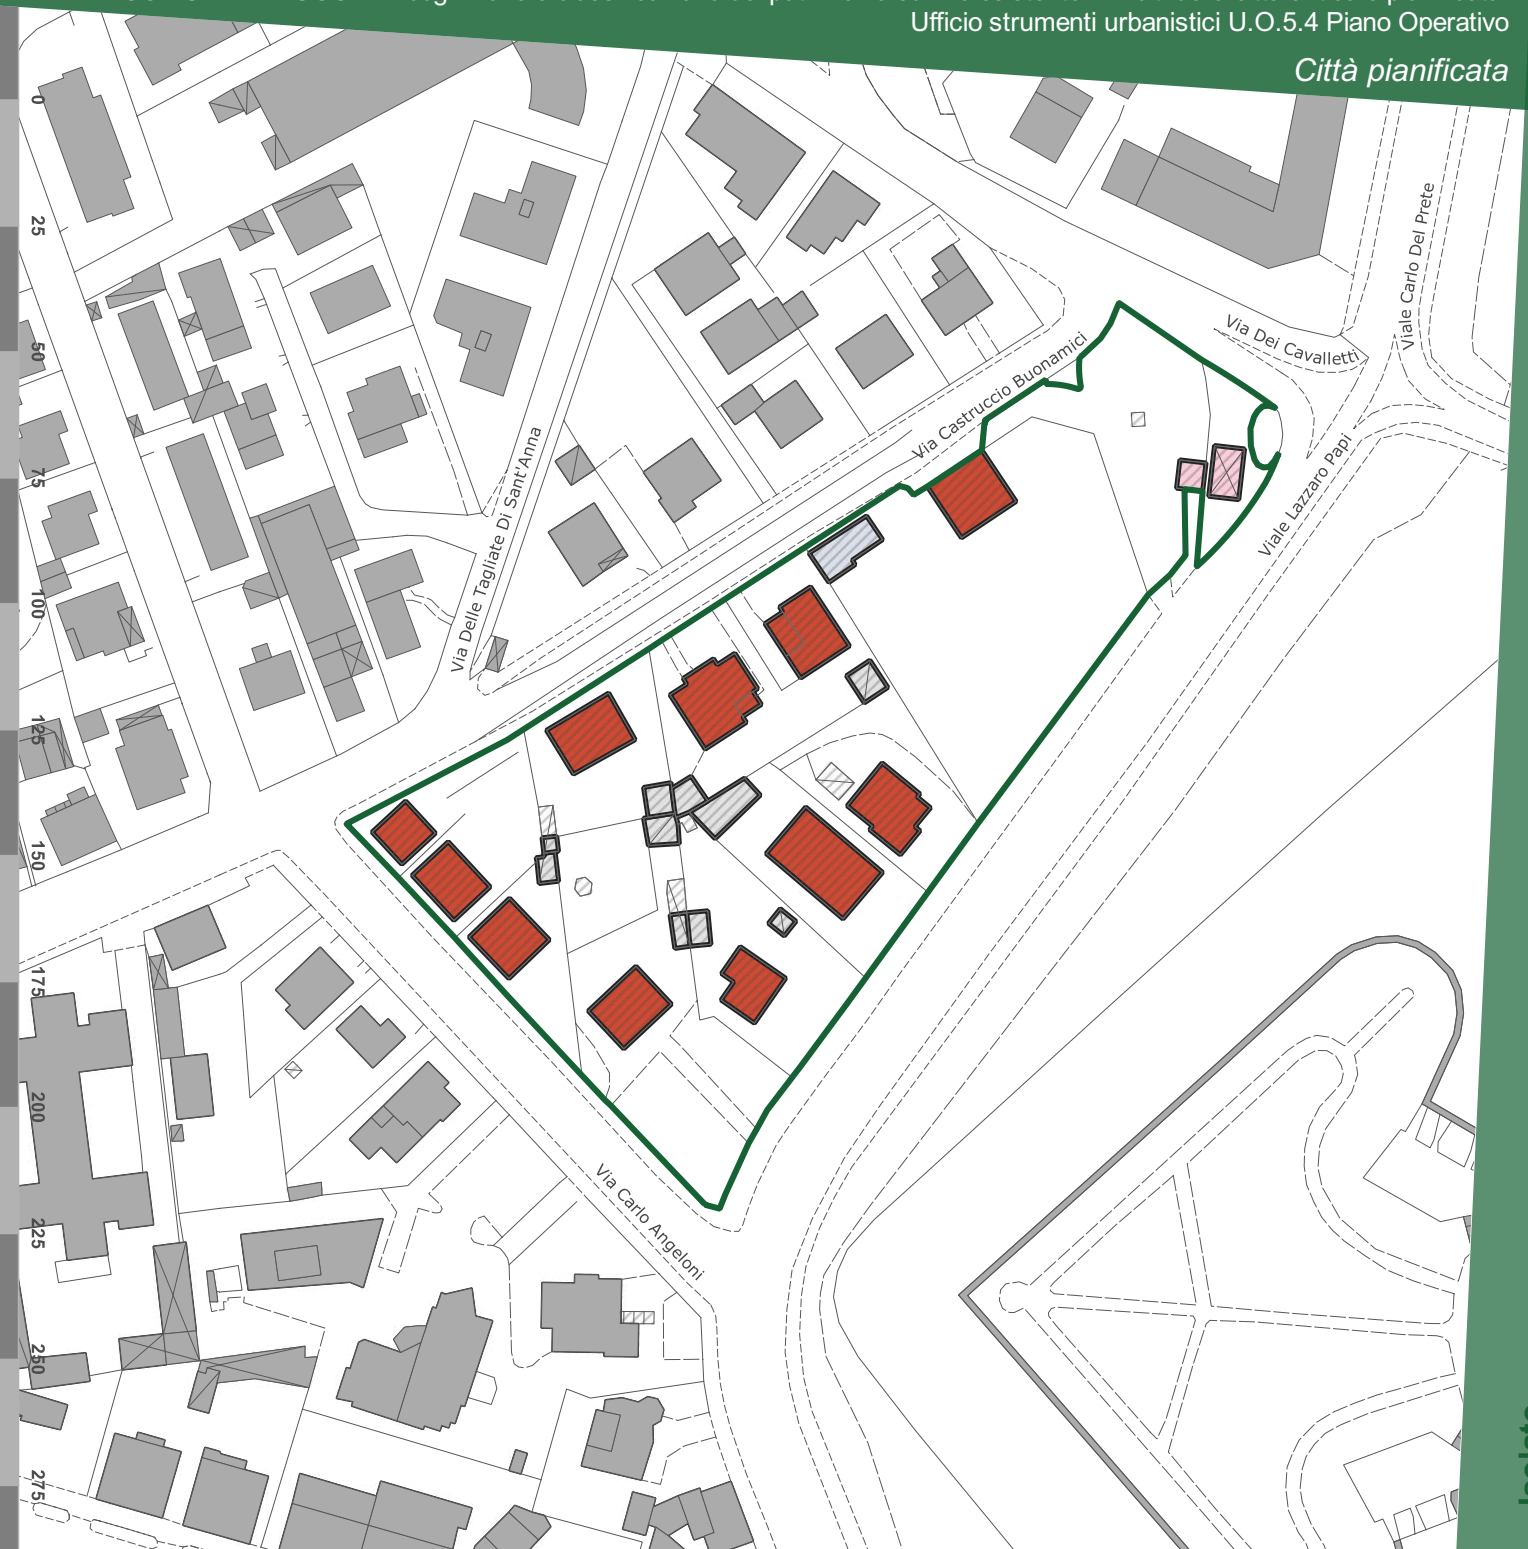 Ufficio strumenti urbanistici U.O.5.4 Piano Operativo
Città pianificata
0
25
50
75
100
125
150
175
200
225
250
275
Via Delle Tagliate Di Sant'Anna
Via Castruccio Buonamici
Via Dei Cavalletti
Viale Carlo Del Prete
Viale Lazzaro Papi
Via Carlo Angeloni